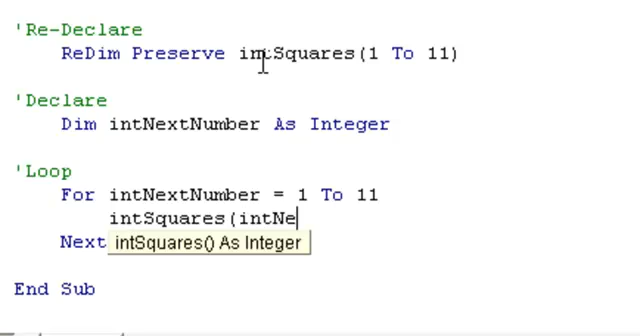 'Re-Declare
ReDim Preserve intSquares(1 To 11)
'Declare
Dim intNextNumber As Integer
'Loop
For intNextNumber = 1 To 11
intSquares(intNe
Next
intSquares() As Integer
End Sub